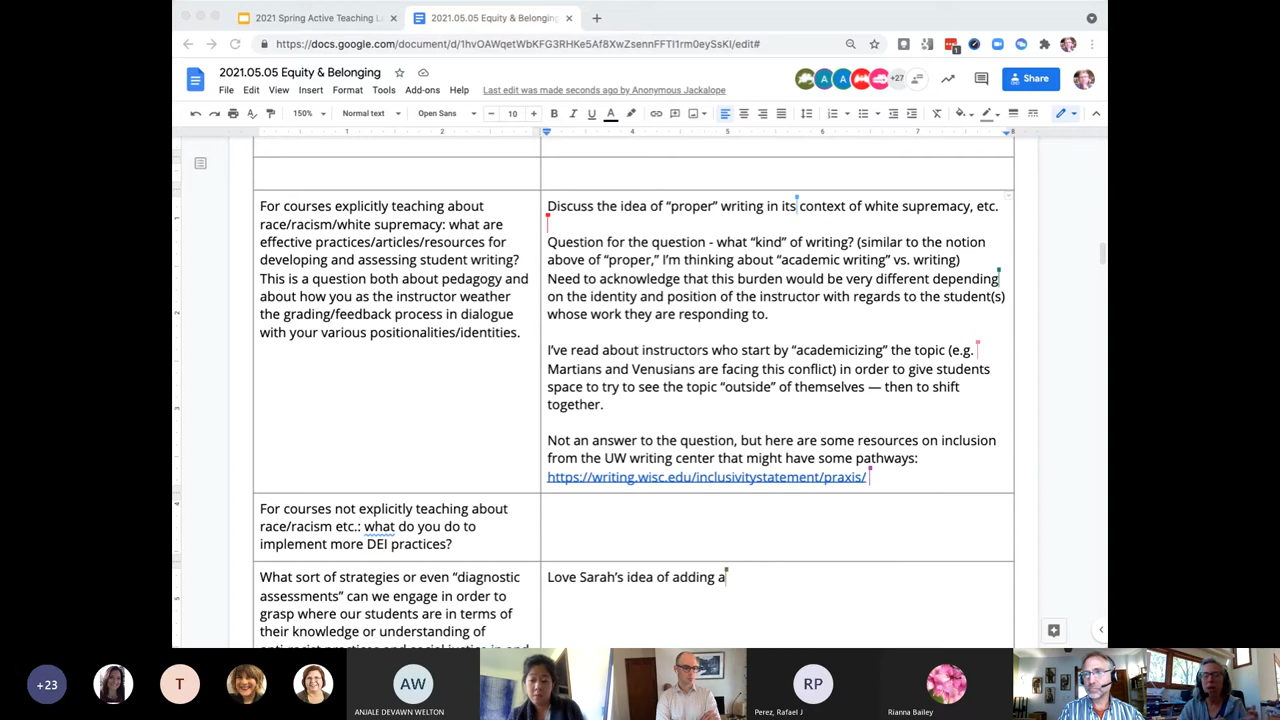 2021 Spring Active Teaching L
2021.05.05 Equity & Belonging
https://docs.google.com/document/d/1hvOAWqetWbKFG3RHKe5Af8XwZsennFFTI1rm0eySsKI/edit#
1
2021.05.05 Equity & Belonging
A
A
+27
Share
File Edit View Insert Format Tools Add-ons Help
Last edit was made seconds ago by Anonymous Jackalope
150% Normal text Open Sans 10 B I U A
1 2 3 4 5 6 7 8
For courses explicitly teaching about
race/racism/white supremacy: what are
effective practices/articles/resources for
developing and assessing student writing?
This is a question both about pedagogy and
about how you as the instructor weather
the grading/feedback process in dialogue
with your various positionalities/identities.
Discuss the idea of “proper” writing in its context of white supremacy, etc.
Question for the question - what “kind” of writing? (similar to the notion
above of “proper,” I’m thinking about “academic writing” vs. writing)
Need to acknowledge that this burden would be very different depending
on the identity and position of the instructor with regards to the student(s)
whose work they are responding to.
I’ve read about instructors who start by “academicizing” the topic (e.g.
Martians and Venusians are facing this conflict) in order to give students
space to try to see the topic “outside” of themselves — then to shift
together.
Not an answer to the question, but here are some resources on inclusion
from the UW writing center that might have some pathways:
https://writing.wisc.edu/inclusivitystatement/praxis/
For courses not explicitly teaching about
race/racism etc.: what do you do to
implement more DEI practices?
What sort of strategies or even “diagnostic
assessments” can we engage in order to
grasp where our students are in terms of
their knowledge or understanding of
Love Sarah’s idea of adding a
+23
T
AW
ANJALE DEVAWN WELTON
RP
Perez, Rafael J
Rianna Bailey